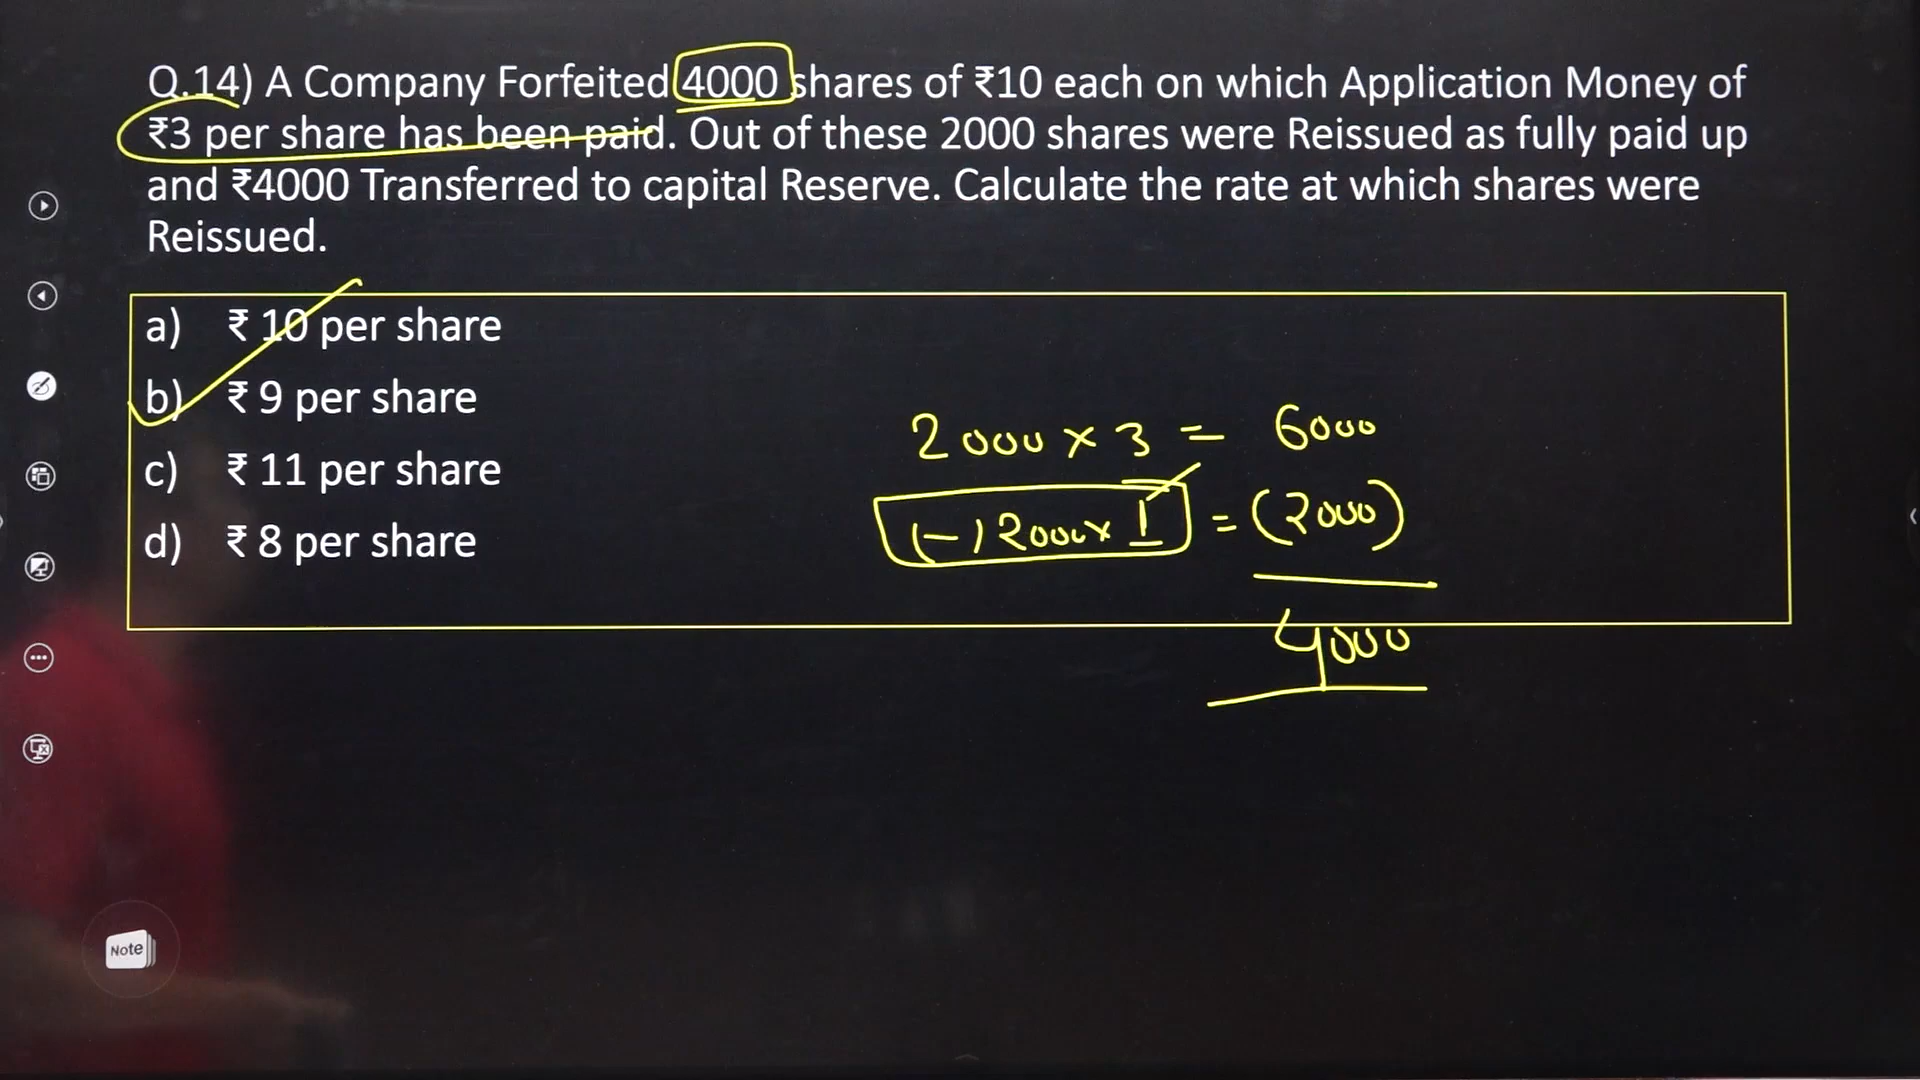 Q.14) A Company Forfeited 4000 shares of ₹10 each on which Application Money of
₹3 per share has been paid. Out of these 2000 shares were Reissued as fully paid up
and ₹4000 Transferred to capital Reserve. Calculate the rate at which shares were
Reissued.
a) ₹ 10 per share
b) ₹ 9 per share
c) ₹ 11 per share
d) ₹ 8 per share
2000 × 3 = 6000
(-) 2000 × 1 = (2000)
4000
Note